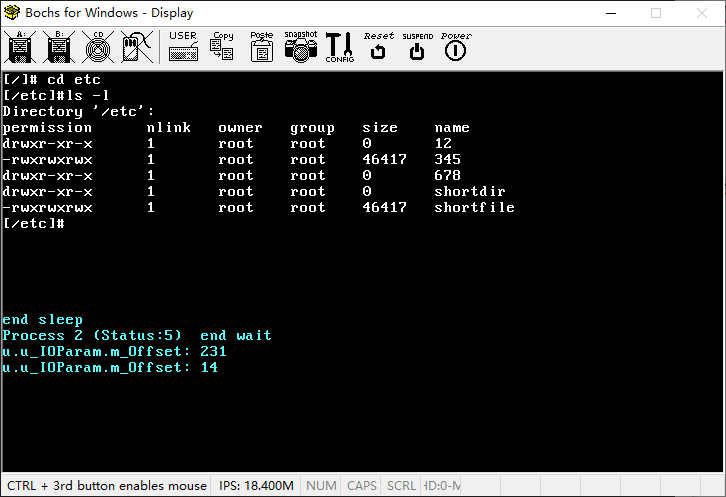 Bochs for Windows - Display
A: B: CD USER Copy Paste Snapshot CONFIG Reset SUSPEND Power
[/]# cd etc
[/etc]#ls -l
Directory '/etc':
permission nlink owner group size name
drwxr-xr-x 1 root root 0 12
-rwxrwxrwx 1 root root 46417 345
drwxr-xr-x 1 root root 0 678
drwxr-xr-x 1 root root 0 shortdir
-rwxrwxrwx 1 root root 46417 shortfile
[/etc]#
end sleep
Process 2 (Status:5) end wait
u.u_IOParam.m_Offset: 231
u.u_IOParam.m_Offset: 14
CTRL + 3rd button enables mouse IPS: 18.400M NUM CAPS SCRL HD:0-M